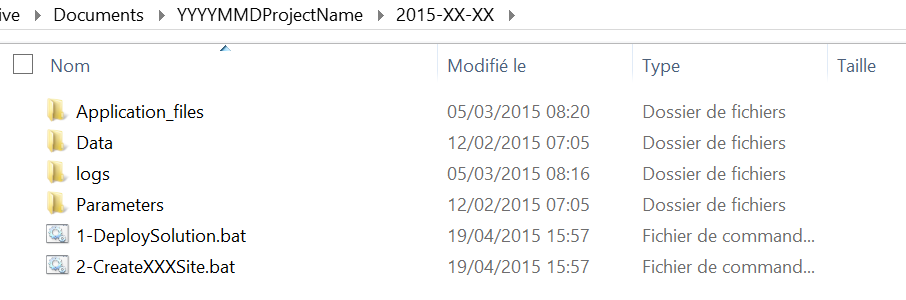 ive Documents YYYYMMDProjectName 2015-XX-XX
Nom Modifié le Type Taille
Application_files 05/03/2015 08:20 Dossier de fichiers
Data 12/02/2015 07:05 Dossier de fichiers
logs 05/03/2015 08:16 Dossier de fichiers
Parameters 12/02/2015 07:05 Dossier de fichiers
1-DeploySolution.bat 19/04/2015 15:57 Fichier de command...
2-CreateXXXSite.bat 19/04/2015 15:57 Fichier de command...